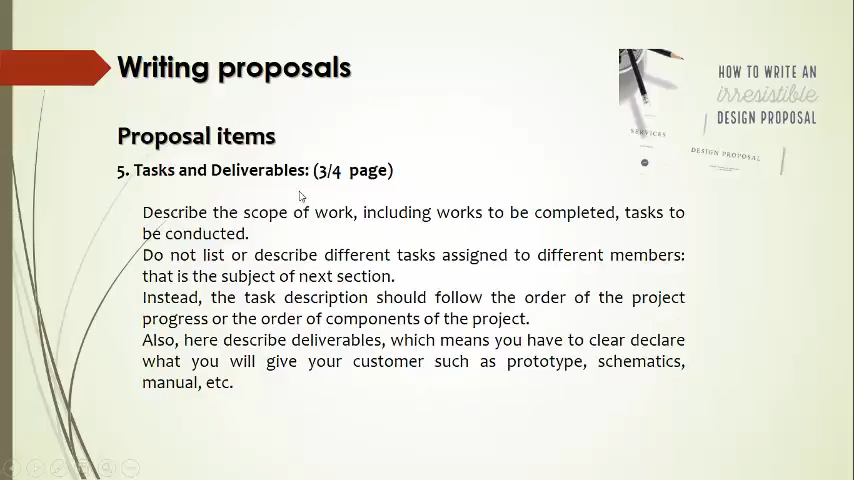 Writing proposals
HOW TO WRITE AN
irresistible
DESIGN PROPOSAL
SERVICES
DESIGN PROPOSAL
Proposal items
5. Tasks and Deliverables: (3/4 page)
Describe the scope of work, including works to be completed, tasks to
be conducted.
Do not list or describe different tasks assigned to different members:
that is the subject of next section.
Instead, the task description should follow the order of the project
progress or the order of components of the project.
Also, here describe deliverables, which means you have to clear declare
what you will give your customer such as prototype, schematics,
manual, etc.